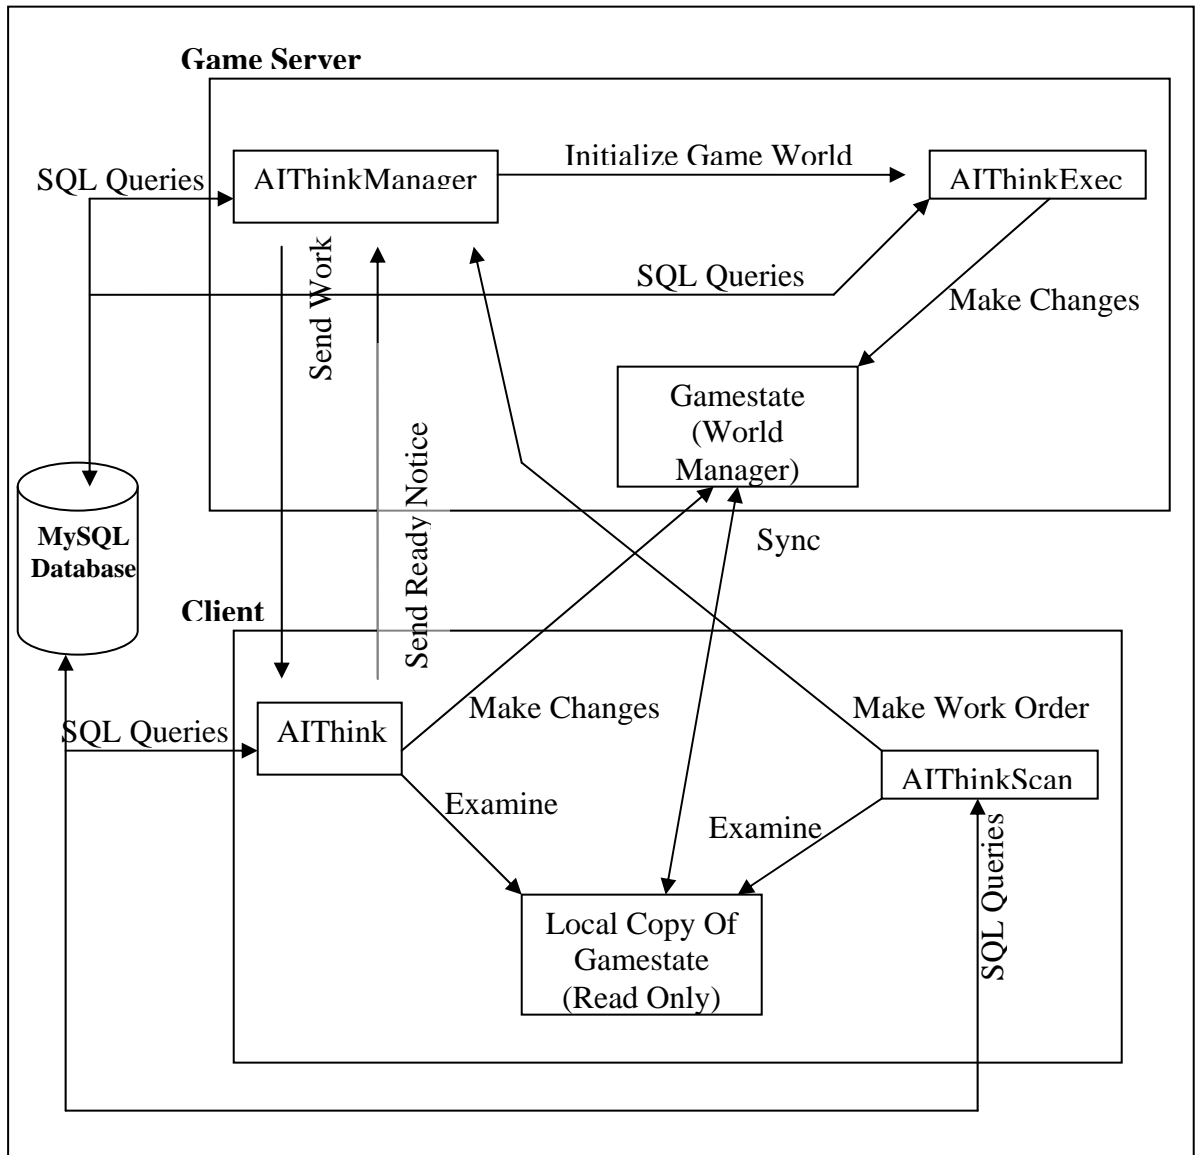 Game Server
Initialize Game World
SQL Queries
AIThinkManager
AIThinkExec
Send Work
SQL Queries
Make Changes
Gamestate
(World
Manager)
Send Ready Notice
MySQL
Database
Sync
Client
Make Changes
Make Work Order
SQL Queries
AIThink
AIThinkScan
Examine
Examine
SQL Queries
Local Copy Of
Gamestate
(Read Only)